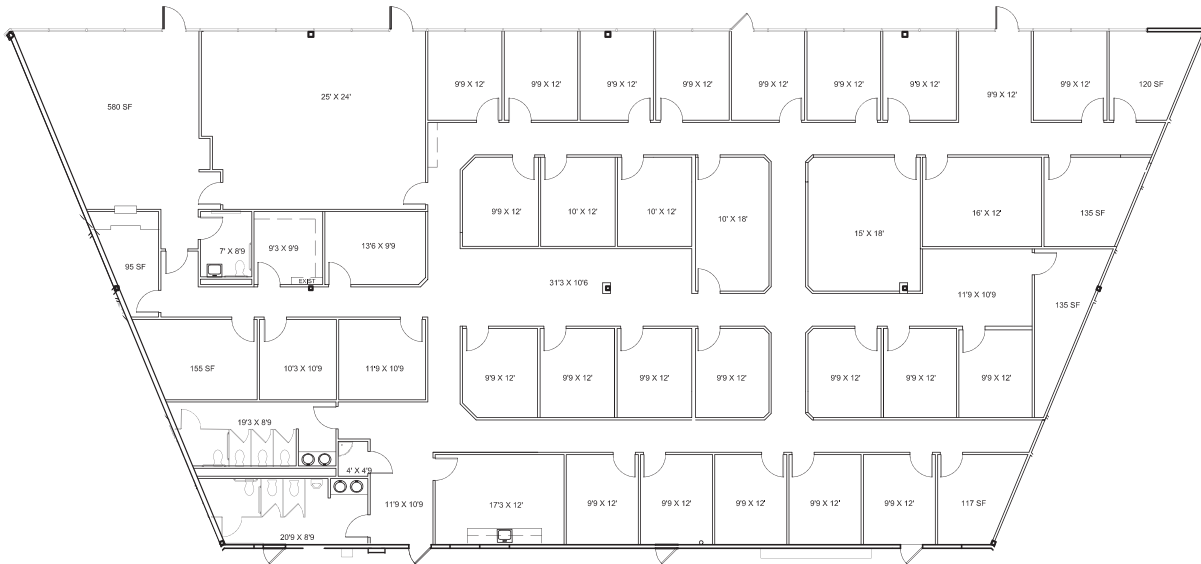 580 SF
25' X 24'
9'9 X 12'
9'9 X 12'
9'9 X 12'
9'9 X 12'
9'9 X 12'
9'9 X 12'
9'9 X 12'
9'9 X 12'
9'9 X 12'
120 SF
9'9 X 12'
10' X 12'
10' X 12'
10' X 18'
15' X 18'
16' X 12'
135 SF
7' X 8'9
9'3 X 9'9
13'6 X 9'9
95 SF
EXIST
31'3 X 10'6
11'9 X 10'9
135 SF
155 SF
10'3 X 10'9
11'9 X 10'9
9'9 X 12'
9'9 X 12'
9'9 X 12'
9'9 X 12'
9'9 X 12'
9'9 X 12'
9'9 X 12'
19'3 X 8'9
4' X 4'9
11'9 X 10'9
17'3 X 12'
9'9 X 12'
9'9 X 12'
9'9 X 12'
9'9 X 12'
9'9 X 12'
117 SF
20'9 X 8'9